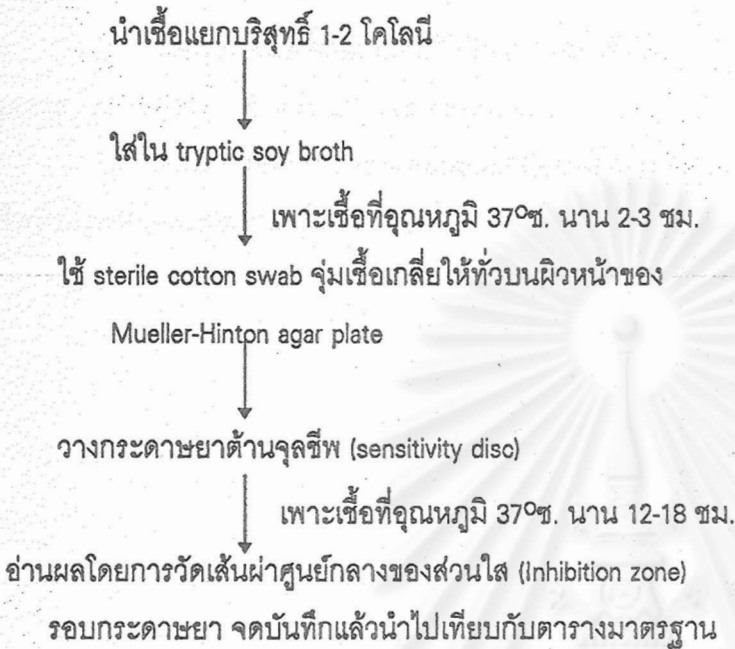 นำเชื้อแยกบริสุทธิ์ 1-2 โคโลนี
ใส่ใน tryptic soy broth
เพาะเชื้อที่อุณหภูมิ 37ºซ. นาน 2-3 ชม.
ใช้ sterile cotton swab จุ่มเชื้อเกลี่ยให้ทั่วบนผิวหน้าของ
Mueller-Hinton agar plate
วางกระดาษยาต้านจุลชีพ (sensitivity disc)
เพาะเชื้อที่อุณหภูมิ 37ºซ. นาน 12-18 ชม.
อ่านผลโดยการวัดเส้นผ่าศูนย์กลางของส่วนใส (Inhibition zone)
รอบกระดาษยา จดบันทึกแล้วนำไปเทียบกับตารางมาตรฐาน